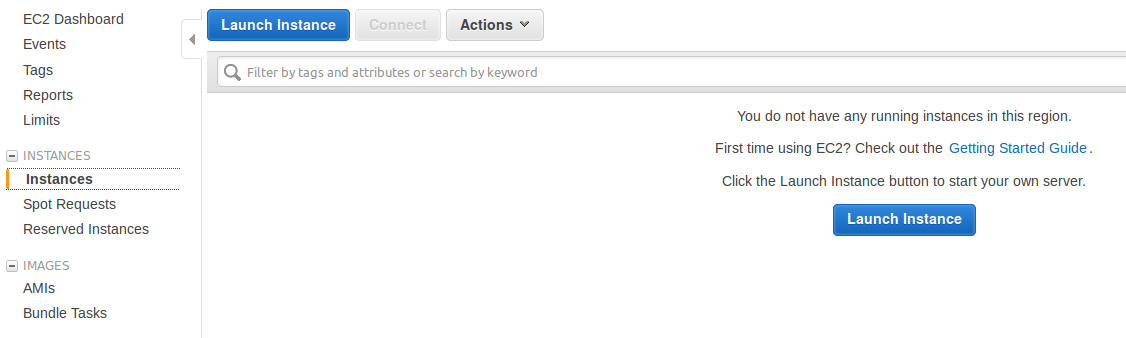 EC2 Dashboard
Events
Tags
Reports
Limits
INSTANCES
Instances
Spot Requests
Reserved Instances
IMAGES
AMIs
Bundle Tasks
Launch Instance Connect Actions
Filter by tags and attributes or search by keyword
You do not have any running instances in this region.
First time using EC2? Check out the Getting Started Guide.
Click the Launch Instance button to start your own server.
Launch Instance